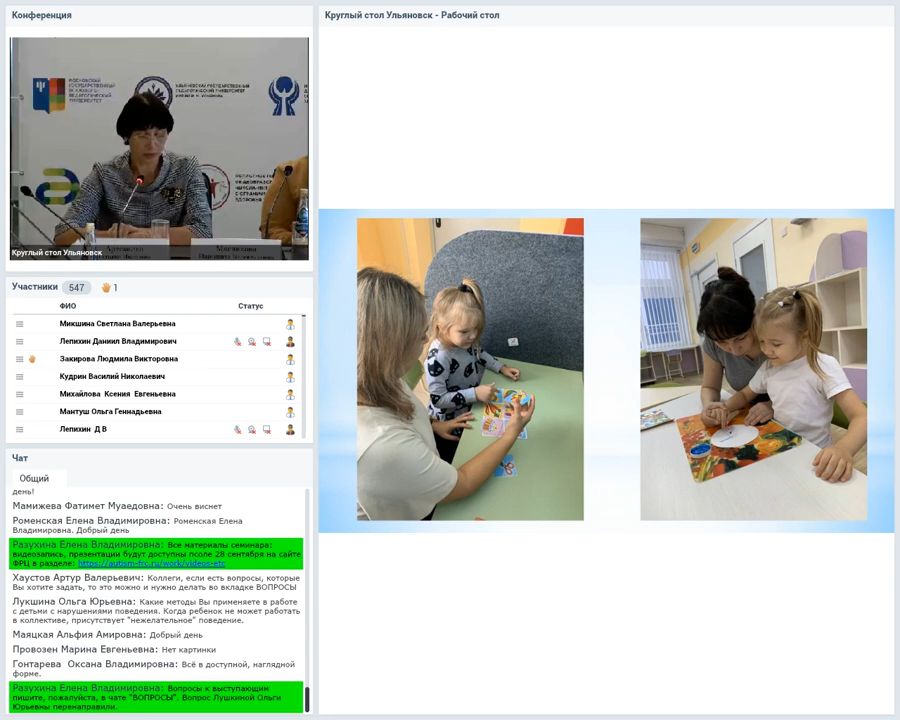 Конференция
Круглый стол Ульяновск - Рабочий стол
МОСКОВСКИЙ
ГОСУДАРСТВЕННЫЙ
УНИВЕРСИТЕТ
Круглый стол Ульяновск
Участники 547 1
ФИО Статус
Микшина Светлана Валерьевна
Лепихин Даниил Владимирович
Закирова Людмила Викторовна
Кудрин Василий Николаевич
Михайлова Ксения Евгеньевна
Мантуш Ольга Геннадьевна
Лепихин Д В
Чат
Общий
день!
Мамижева Фатимет Муаедовна: Очень виснет
Роменская Елена Владимировна: Роменская Елена
Владимировна. Добрый день
Разухина Елена Владимировна: Все материалы семинара:
видеозапись, презентации будут доступны псоле 28 сентября на сайте
ФРЦ в разделе: https://autism-frc.ru/work/videos-etc
Хаустов Артур Валерьевич: Коллеги, если есть вопросы, которые
Вы хотите задать, то это можно и нужно делать во вкладке ВОПРОСЫ
Лукшина Ольга Юрьевна: Какие методы Вы применяете в работе
с детьми с нарушениями поведения. Когда ребенок не может работать
в коллективе, присутствует "нежелательное" поведение.
Маяцкая Альфия Амировна: Добрый день
Провозен Марина Евгеньевна: Нет картинки
Гонтарева Оксана Владимировна: Всё в доступной, наглядной
форме.
Разухина Елена Владимировна: Вопросы к выступающим
пишите, пожалуйста, в чате "ВОПРОСЫ". Вопрос Лушкиной Ольги
Юрьевны перенаправили.